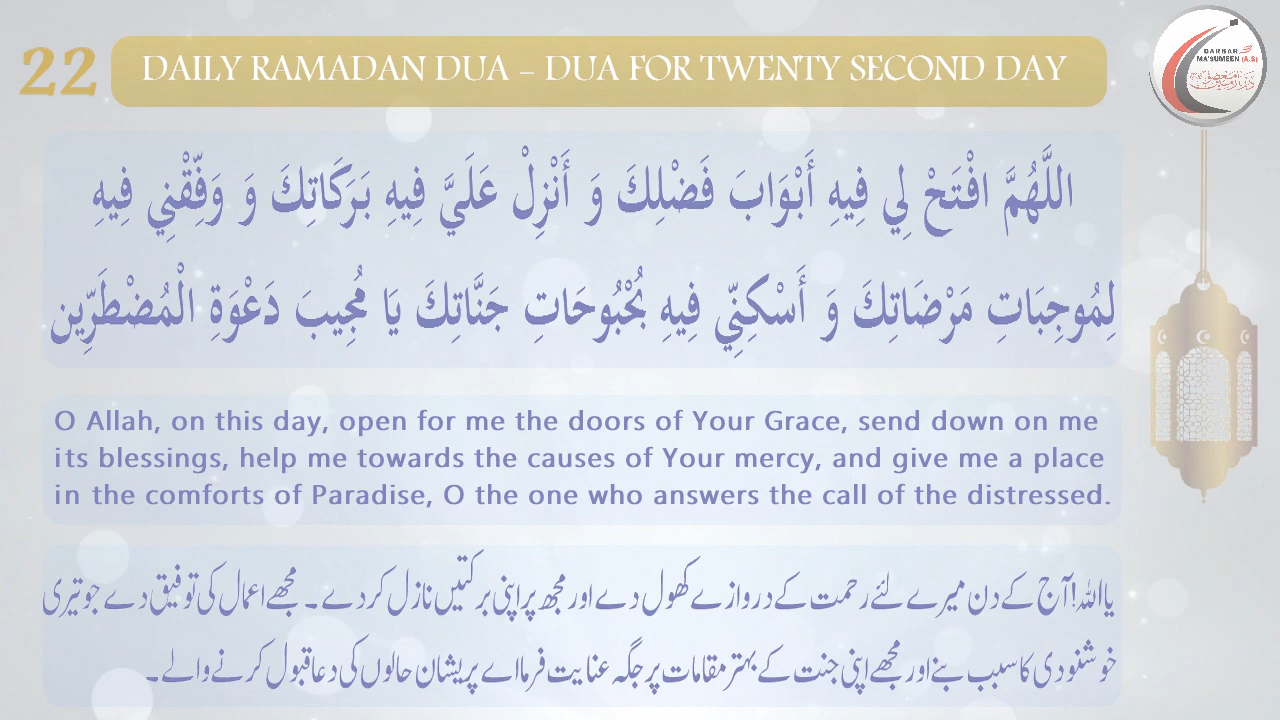 22
DAILY RAMADAN DUA – DUA FOR TWENTY SECOND DAY
DARBAR
MA'SUMEEN (A.S)
اللَّهُمَّ افْتَحْ لِي فِيهِ أَبْوَابَ فَضْلِكَ وَ أَنْزِلْ عَلَيَّ فِيهِ بَرَكَاتِكَ وَ وَفِّقْنِي فِيهِ
لِمُوجِبَاتِ مَرْضَاتِكَ وَ أَسْكِنِّي فِيهِ بُحْبُوحَاتِ جَنَّاتِكَ يَا مُجِيبَ دَعْوَةِ الْمُضْطَرِّين
O Allah, on this day, open for me the doors of Your Grace, send down on me
its blessings, help me towards the causes of Your mercy, and give me a place
in the comforts of Paradise, O the one who answers the call of the distressed.
یا اللہ! آج کے دن میرے لئے رحمت کے دروازے کھول دے اور مجھ پر اپنی برکتیں نازل کردے ۔ مجھے اعمال کی توفیق دے جو تیری
خوشنودی کا سبب بنے اور مجھے اپنی جنت کے بہتر مقامات پر جگہ عنایت فرما اے پریشان حالوں کی دعا قبول کرنے والے ۔